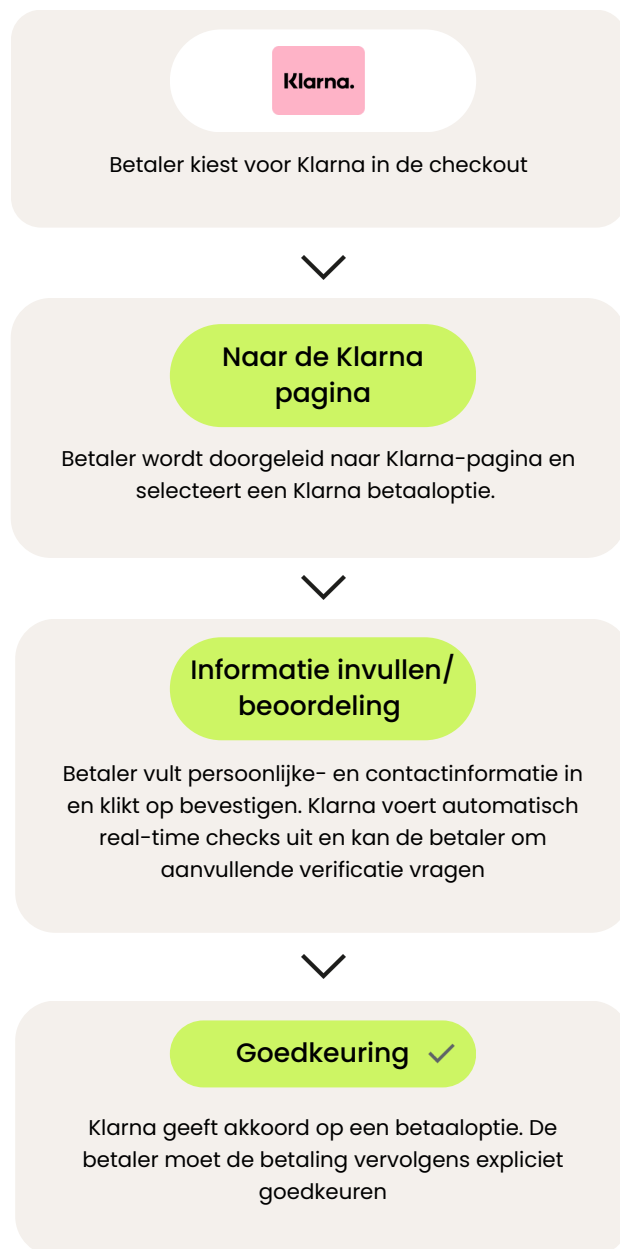 Klarna.
Betaler kiest voor Klarna in de checkout
Naar de Klarna
pagina
Betaler wordt doorgeleid naar Klarna-pagina en
selecteert een Klarna betaaloptie.
Informatie invullen/
beoordeling
Betaler vult persoonlijke- en contactinformatie in
en klikt op bevestigen. Klarna voert automatisch
real-time checks uit en kan de betaler om
aanvullende verificatie vragen
Goedkeuring
Klarna geeft akkoord op een betaaloptie. De
betaler moet de betaling vervolgens expliciet
goedkeuren